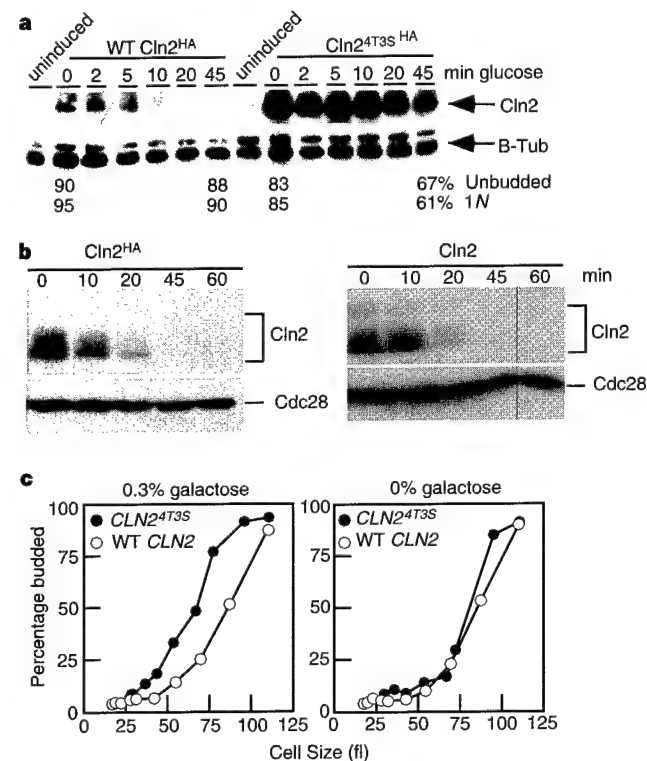 a
uninduced WT Cln2HA uninduced Cln24T3S HA
0 2 5 10 20 45 0 2 5 10 20 45 min glucose
Cln2
B-Tub
90 88 83 67% Unbudded
95 90 85 61% 1N
b
Cln2HA
0 10 20 45 60
Cln2
Cdc28
Cln2
0 10 20 45 60 min
Cln2
Cdc28
c
0.3% galactose
CLN24T3S
WT CLN2
100
75
50
25
0
0 25 50 75 100 125
Percentage budded
0% galactose
CLN24T3S
WT CLN2
100
75
50
25
0
0 25 50 75 100 125
Cell Size (fl)